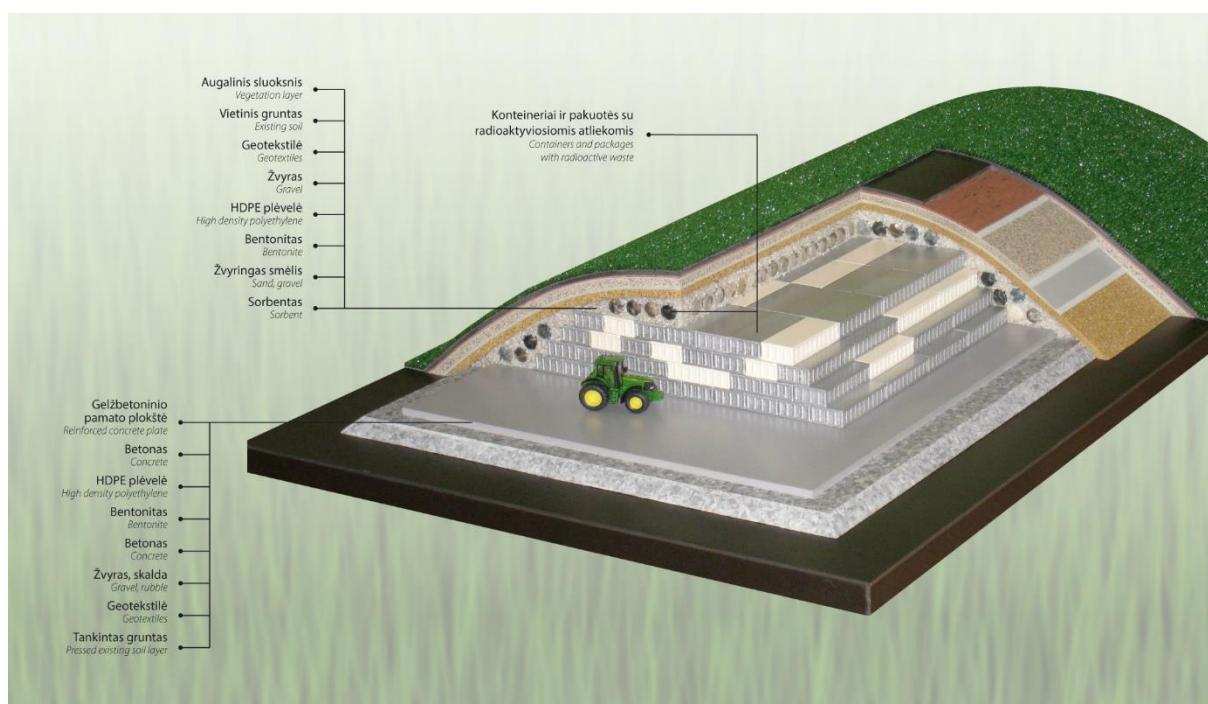 Augalinis sluoksnis
Vegetation layer
Vietinis gruntas
Existing soil
Geotekstilė
Geotextiles
Žvyras
Gravel
HDPE plėvelė
High density polyethylene
Bentonitas
Bentonite
Žvyringas smėlis
Sand, gravel
Sorbentas
Sorbent
Konteineriai ir pakuotės su
radioaktyviosiomis atliekomis
Containers and packages
with radioactive waste
Gelžbetoninio
pamato plokštė
Reinforced concrete plate
Betonas
Concrete
HDPE plėvelė
High density polyethylene
Bentonitas
Bentonite
Betonas
Concrete
Žvyras, skalda
Gravel, rubble
Geotekstilė
Geotextiles
Tankintas gruntas
Pressed existing soil layer